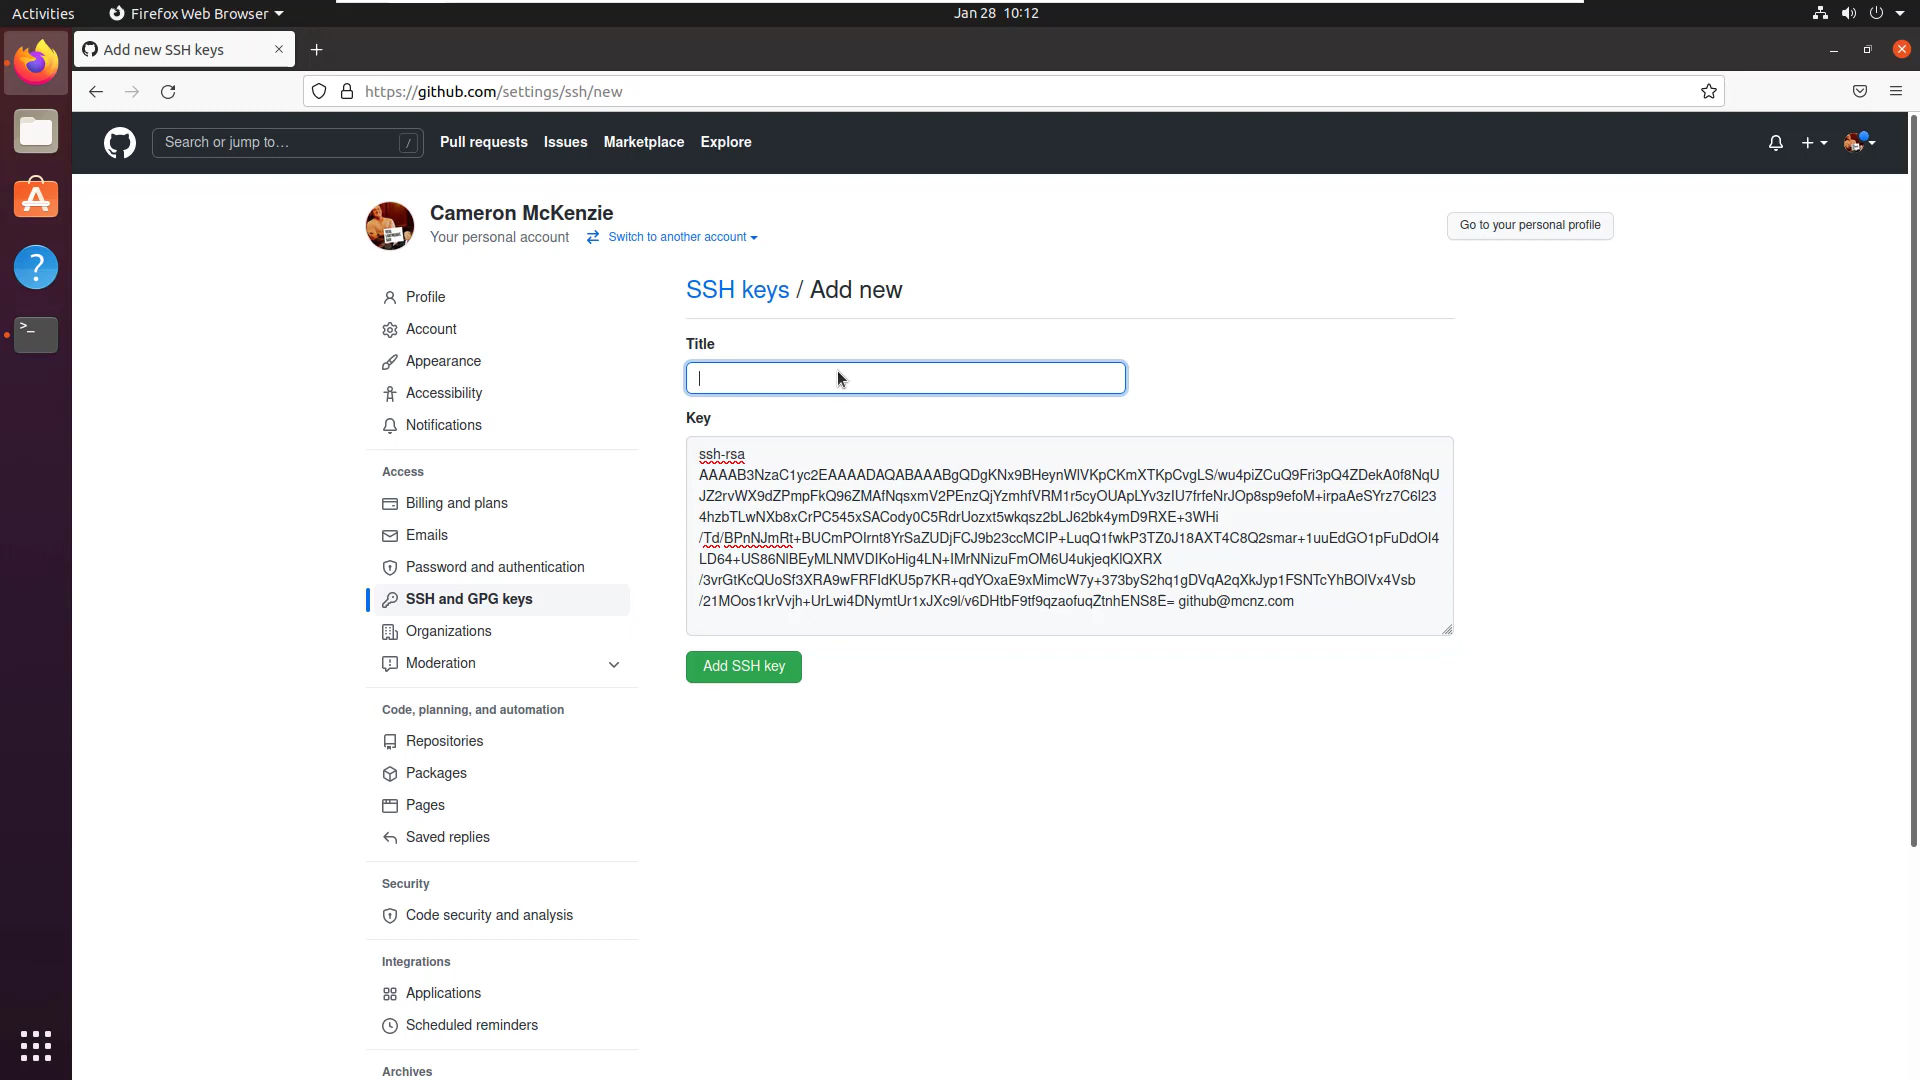 Activities
Firefox Web Browser
Jan 28 10:12
Add new SSH keys
https://github.com/settings/ssh/new
Search or jump to…
/
Pull requests
Issues
Marketplace
Explore
Cameron McKenzie
Your personal account
Switch to another account
Go to your personal profile
Profile
Account
Appearance
Accessibility
Notifications
Access
Billing and plans
Emails
Password and authentication
SSH and GPG keys
Organizations
Moderation
Code, planning, and automation
Repositories
Packages
Pages
Saved replies
Security
Code security and analysis
Integrations
Applications
Scheduled reminders
Archives
SSH keys / Add new
Title
Key
ssh-rsa
AAAAB3NzaC1yc2EAAAADAQABAAABgQDgKNx9BHeynWlVKpCKmXTKpCvgLS/wu4piZCuQ9Fri3pQ4ZDekA0f8NqU
JZ2rvWX9dZPmpFkQ96ZMAfNqsxmV2PEnzQjYzmhfVRM1r5cyOUApLYv3zIU7frfeNrJOp8sp9efoM+irpaAeSYrz7C6l23
4hzbTLwNXb8xCrPC545xSACody0C5RdrUozxt5wkqsz2bLJ62bk4ymD9RXE+3WHi
/Td/BPnNJmRt+BUCmPOIrnt8YrSaZUDjFCJ9b23ccMCIP+LuqQ1fwkP3TZ0J18AXT4C8Q2smar+1uuEdGO1pFuDdOI4
LD64+US86NlBEyMLNMVDIKoHig4LN+IMrNNizuFmOM6U4ukjeqKlQXRX
/3vrGtKcQUoSf3XRA9wFRFIdKU5p7KR+qdYOxaE9xMimcW7y+373byS2hq1gDVqA2qXkJyp1FSNTcYhBOlVx4Vsb
/21MOos1krVvjh+UrLwi4DNymtUr1xJXc9l/v6DHtbF9tf9qzaofuqZtnhENS8E= github@mcnz.com
Add SSH key